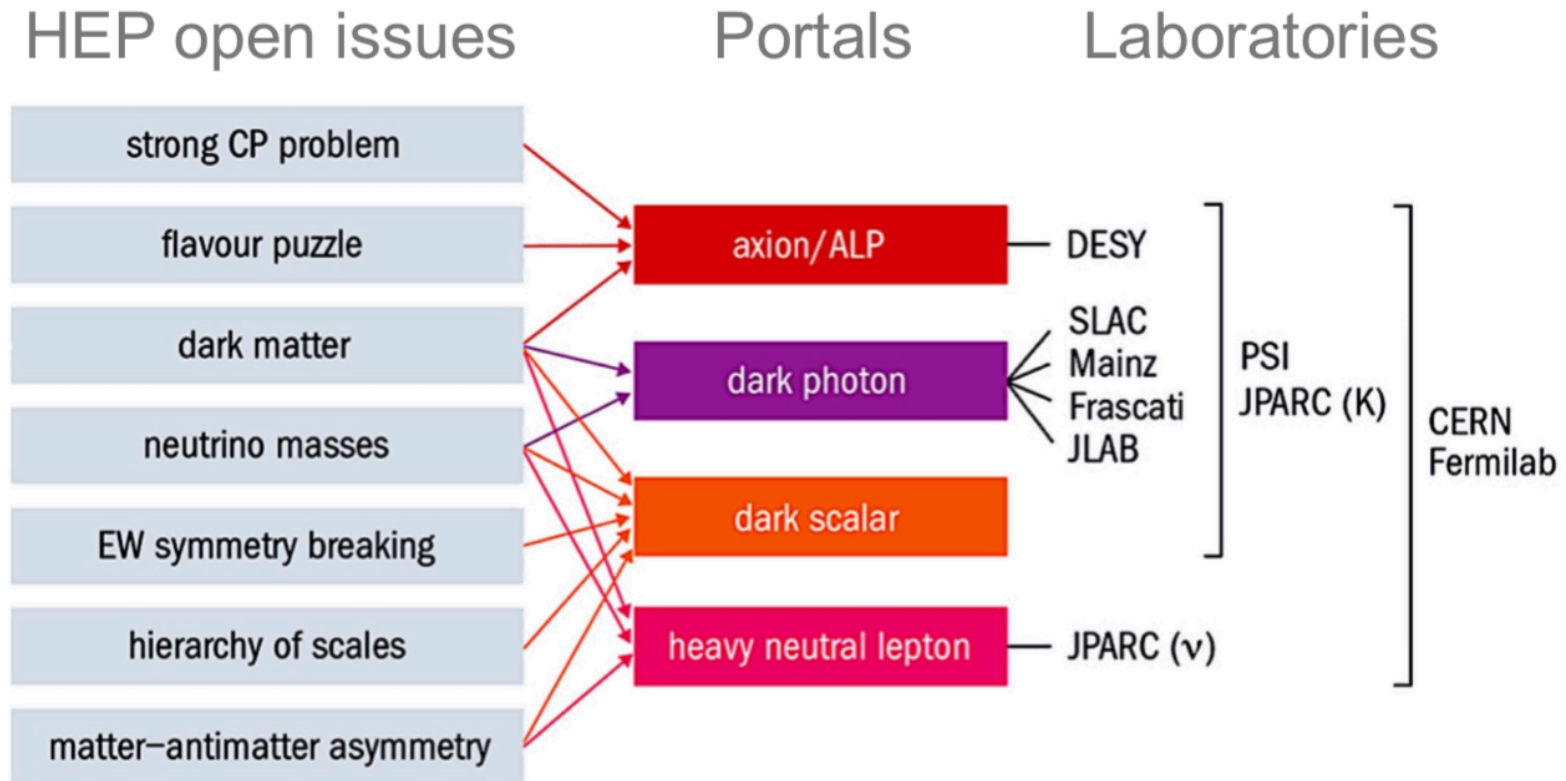 HEP open issues
Portals
Laboratories
strong CP problem
flavour puzzle
dark matter
neutrino masses
EW symmetry breaking
hierarchy of scales
matter–antimatter asymmetry
axion/ALP
dark photon
dark scalar
heavy neutral lepton
DESY
SLAC
Mainz
Frascati
JLAB
JPARC (ν)
PSI
JPARC (K)
CERN
Fermilab